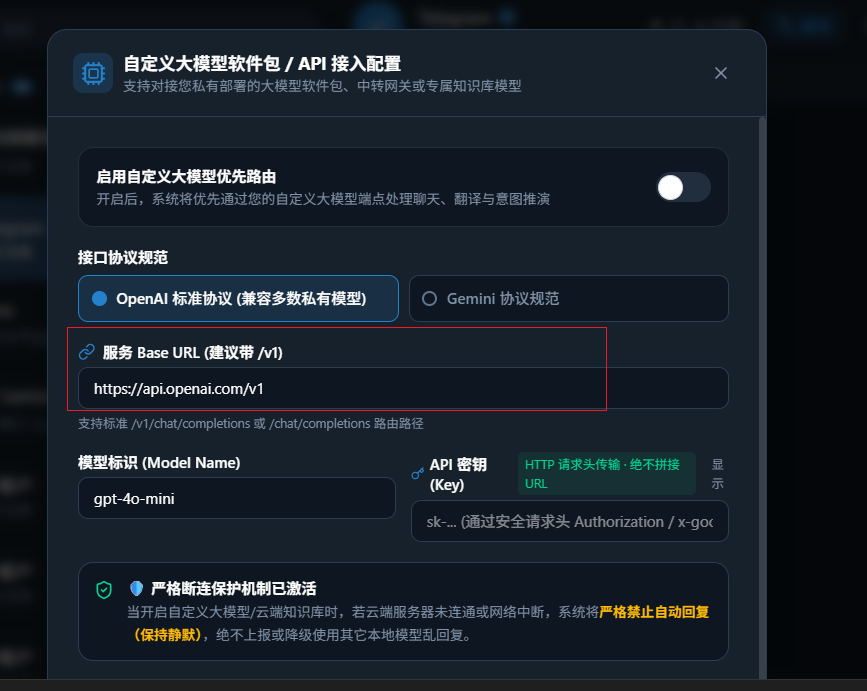 自定义大模型软件包 / API 接入配置
支持对接您私有部署的大模型软件包、中转网关或专属知识库模型
启用自定义大模型优先路由
开启后，系统将优先通过您的自定义大模型端点处理聊天、翻译与意图推演
接口协议规范
OpenAI 标准协议 (兼容多数私有模型)
Gemini 协议规范
服务 Base URL (建议带 /v1)
https://api.openai.com/v1
支持标准 /v1/chat/completions 或 /chat/completions 路由路径
模型标识 (Model Name)
gpt-4o-mini
API 密钥
(Key)
HTTP 请求头传输 · 绝不拼接
URL
显
示
sk-... (通过安全请求头 Authorization / x-goo
严格断连保护机制已激活
当开启自定义大模型/云端知识库时，若云端服务器未连通或网络中断，系统将严格禁止自动回复
（保持静默），绝不上报或降级使用其它本地模型乱回复。